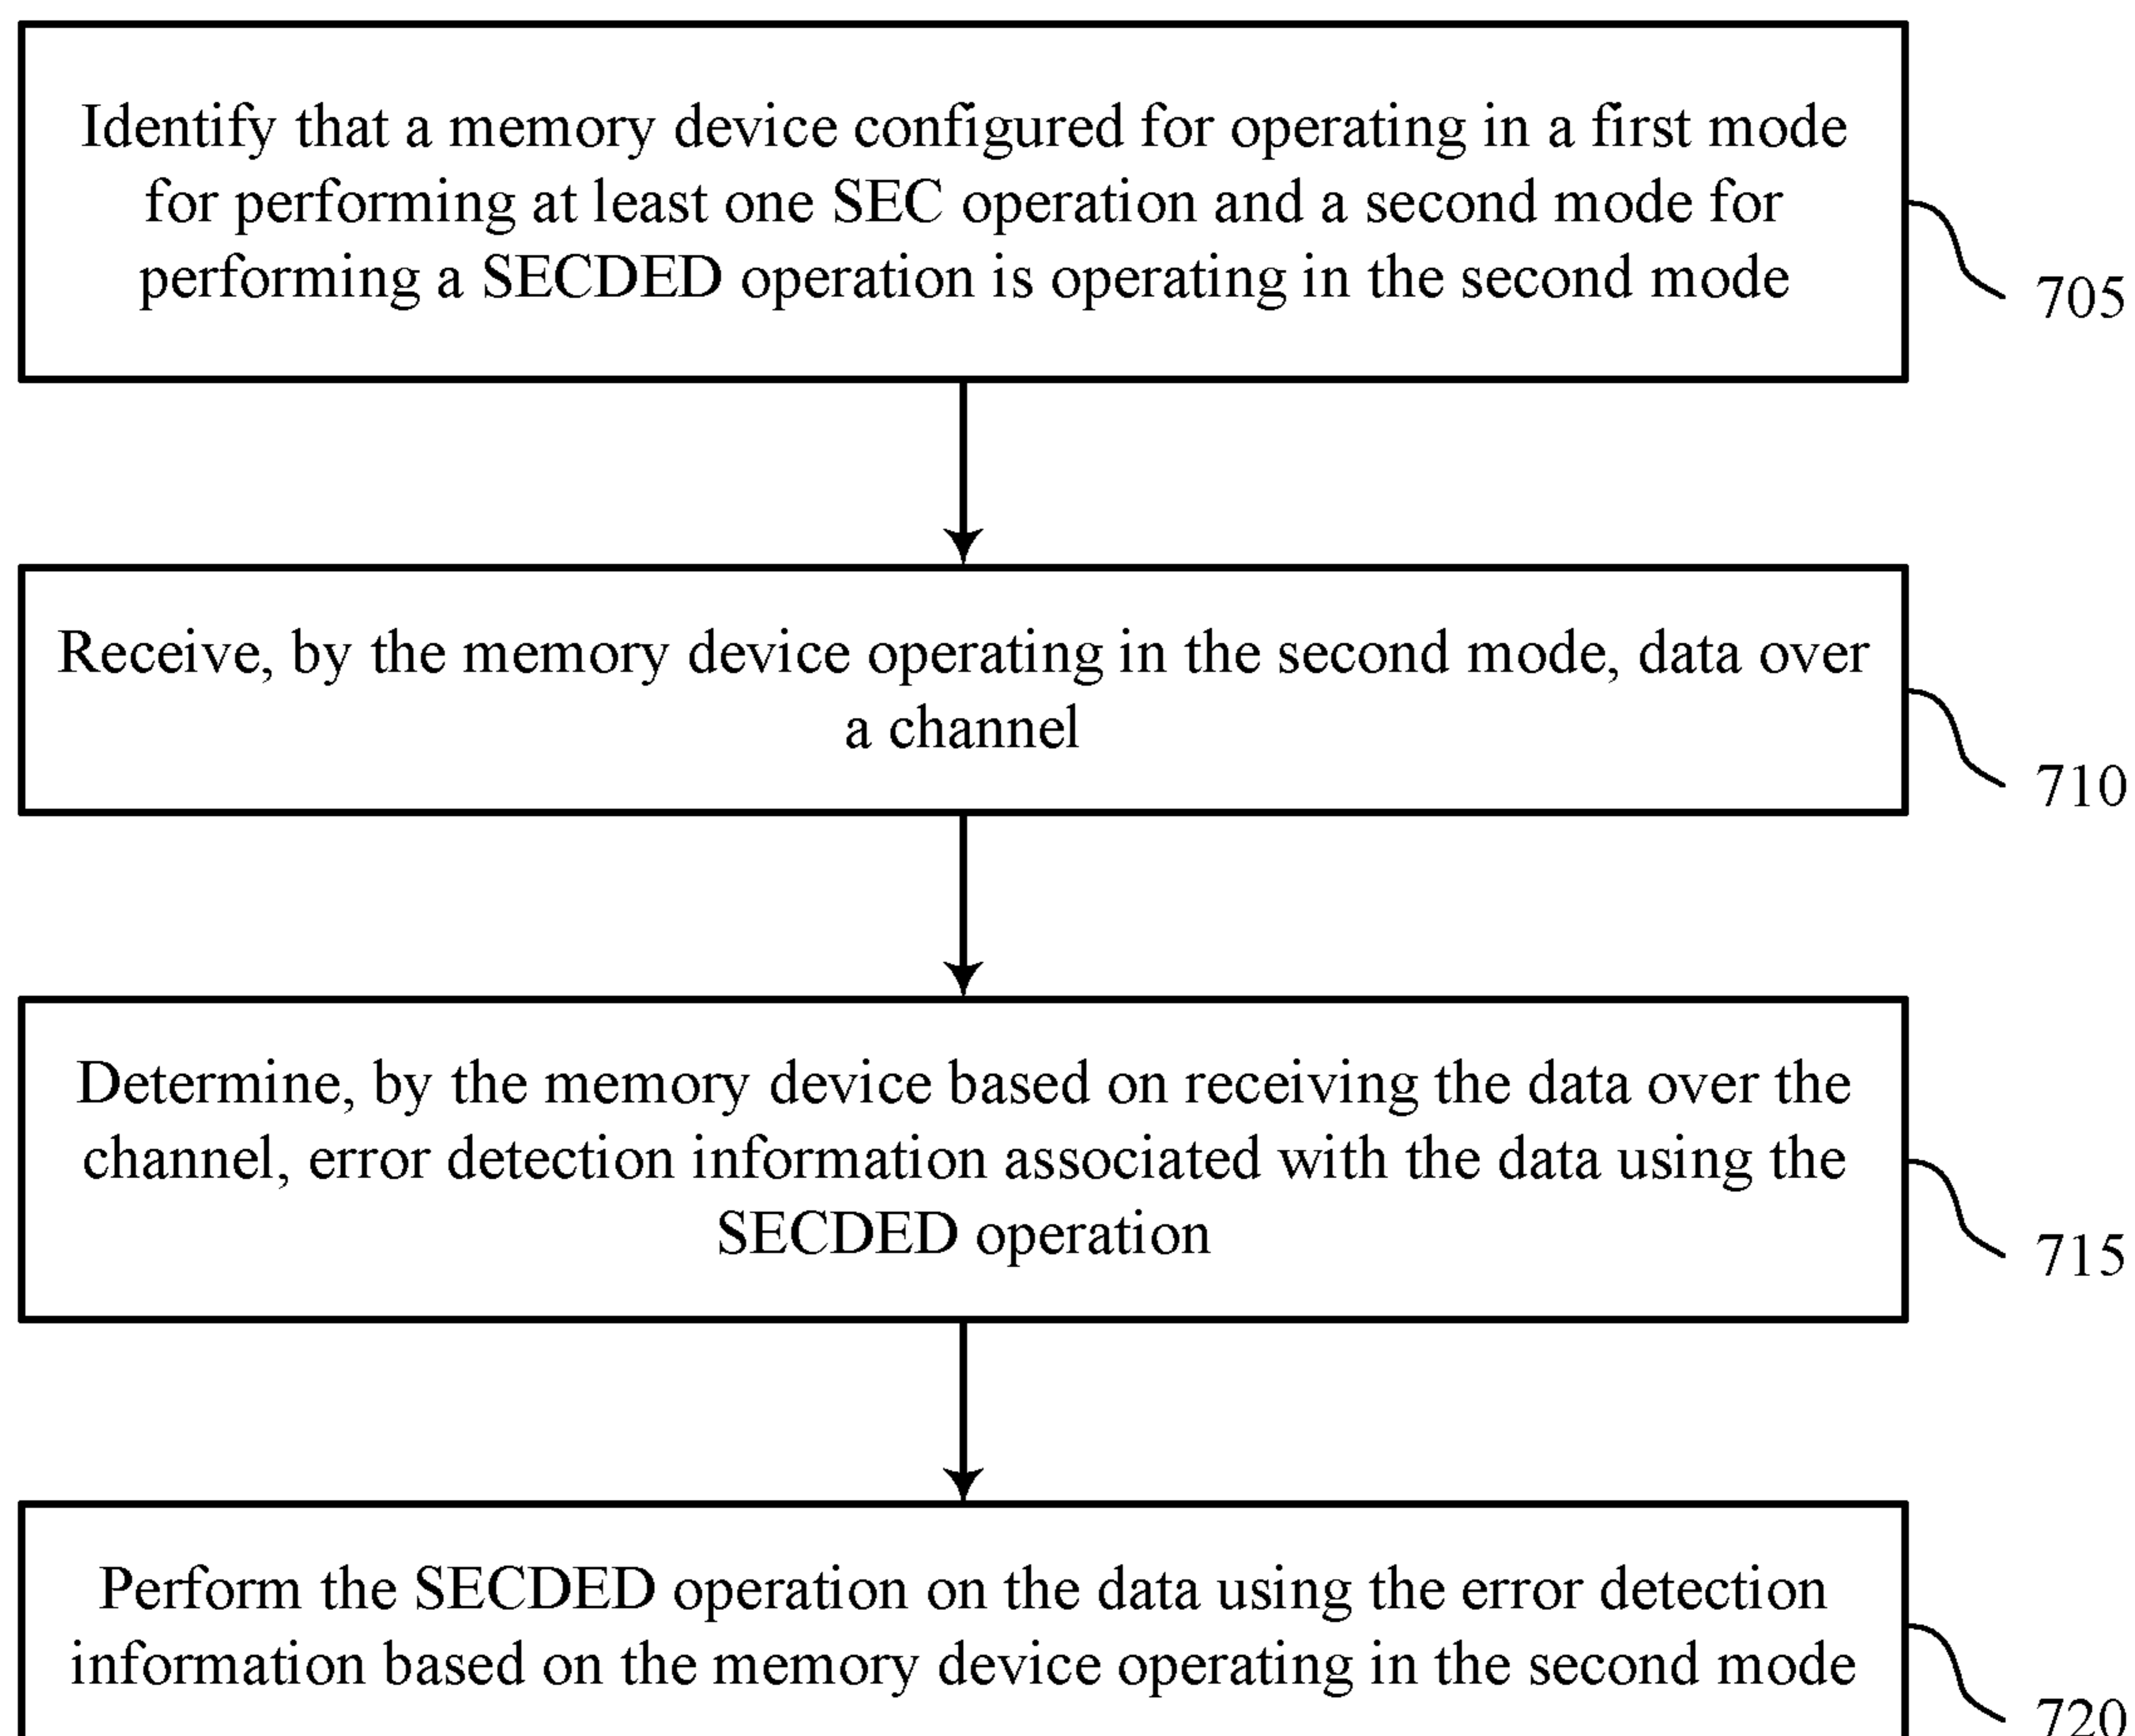 Identify that a memory device configured for operating in a first mode
for performing at least one SEC operation and a second mode for
performing a SECDED operation is operating in the second mode
705
Receive, by the memory device operating in the second mode, data over
a channel
710
Determine, by the memory device based on receiving the data over the
channel, error detection information associated with the data using the
SECDED operation
715
Perform the SECDED operation on the data using the error detection
information based on the memory device operating in the second mode
720